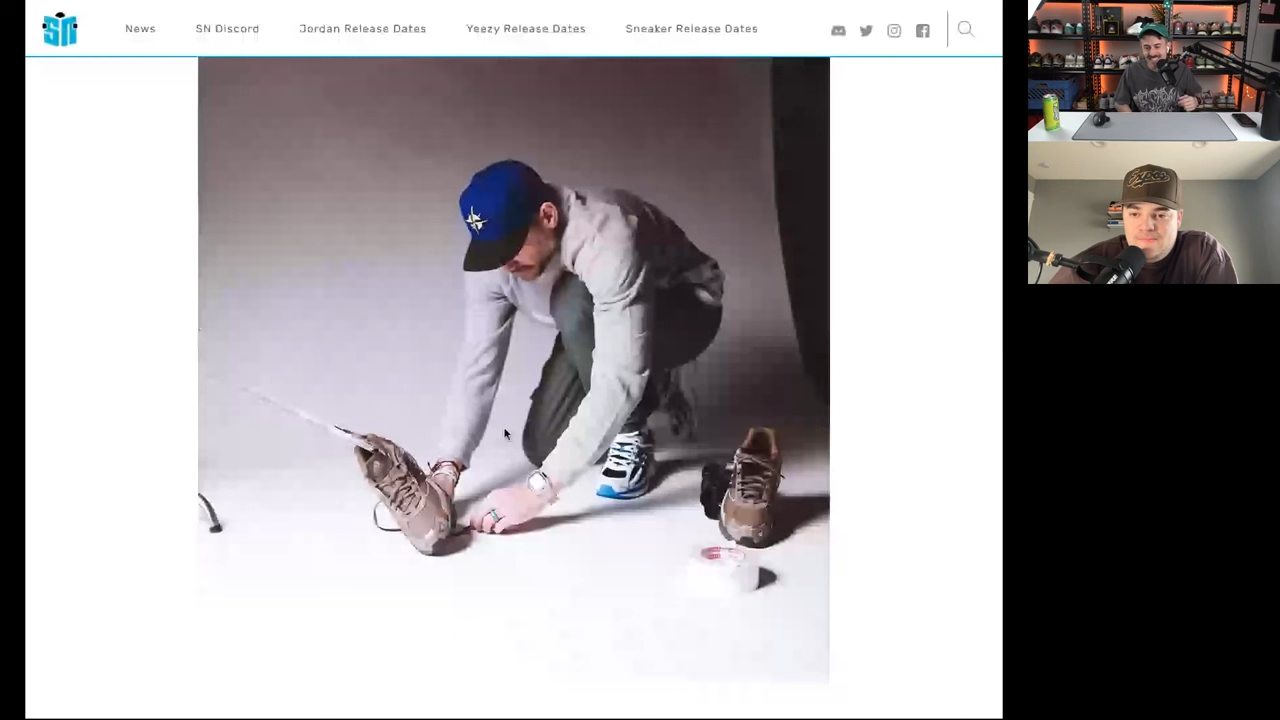 SN
News
SN Discord
Jordan Release Dates
Yeezy Release Dates
Sneaker Release Dates